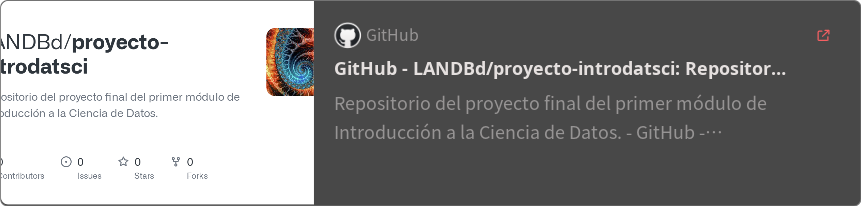 ANDBd/proyecto-
trodatsci
ositorio del proyecto final del primer módulo de
oducción a la Ciencia de Datos.
0 0 0
Contributors Issues Stars Forks
GitHub
GitHub - LANDBd/proyecto-introdatsci: Repositor...
Repositorio del proyecto final del primer módulo de
Introducción a la Ciencia de Datos. - GitHub -···